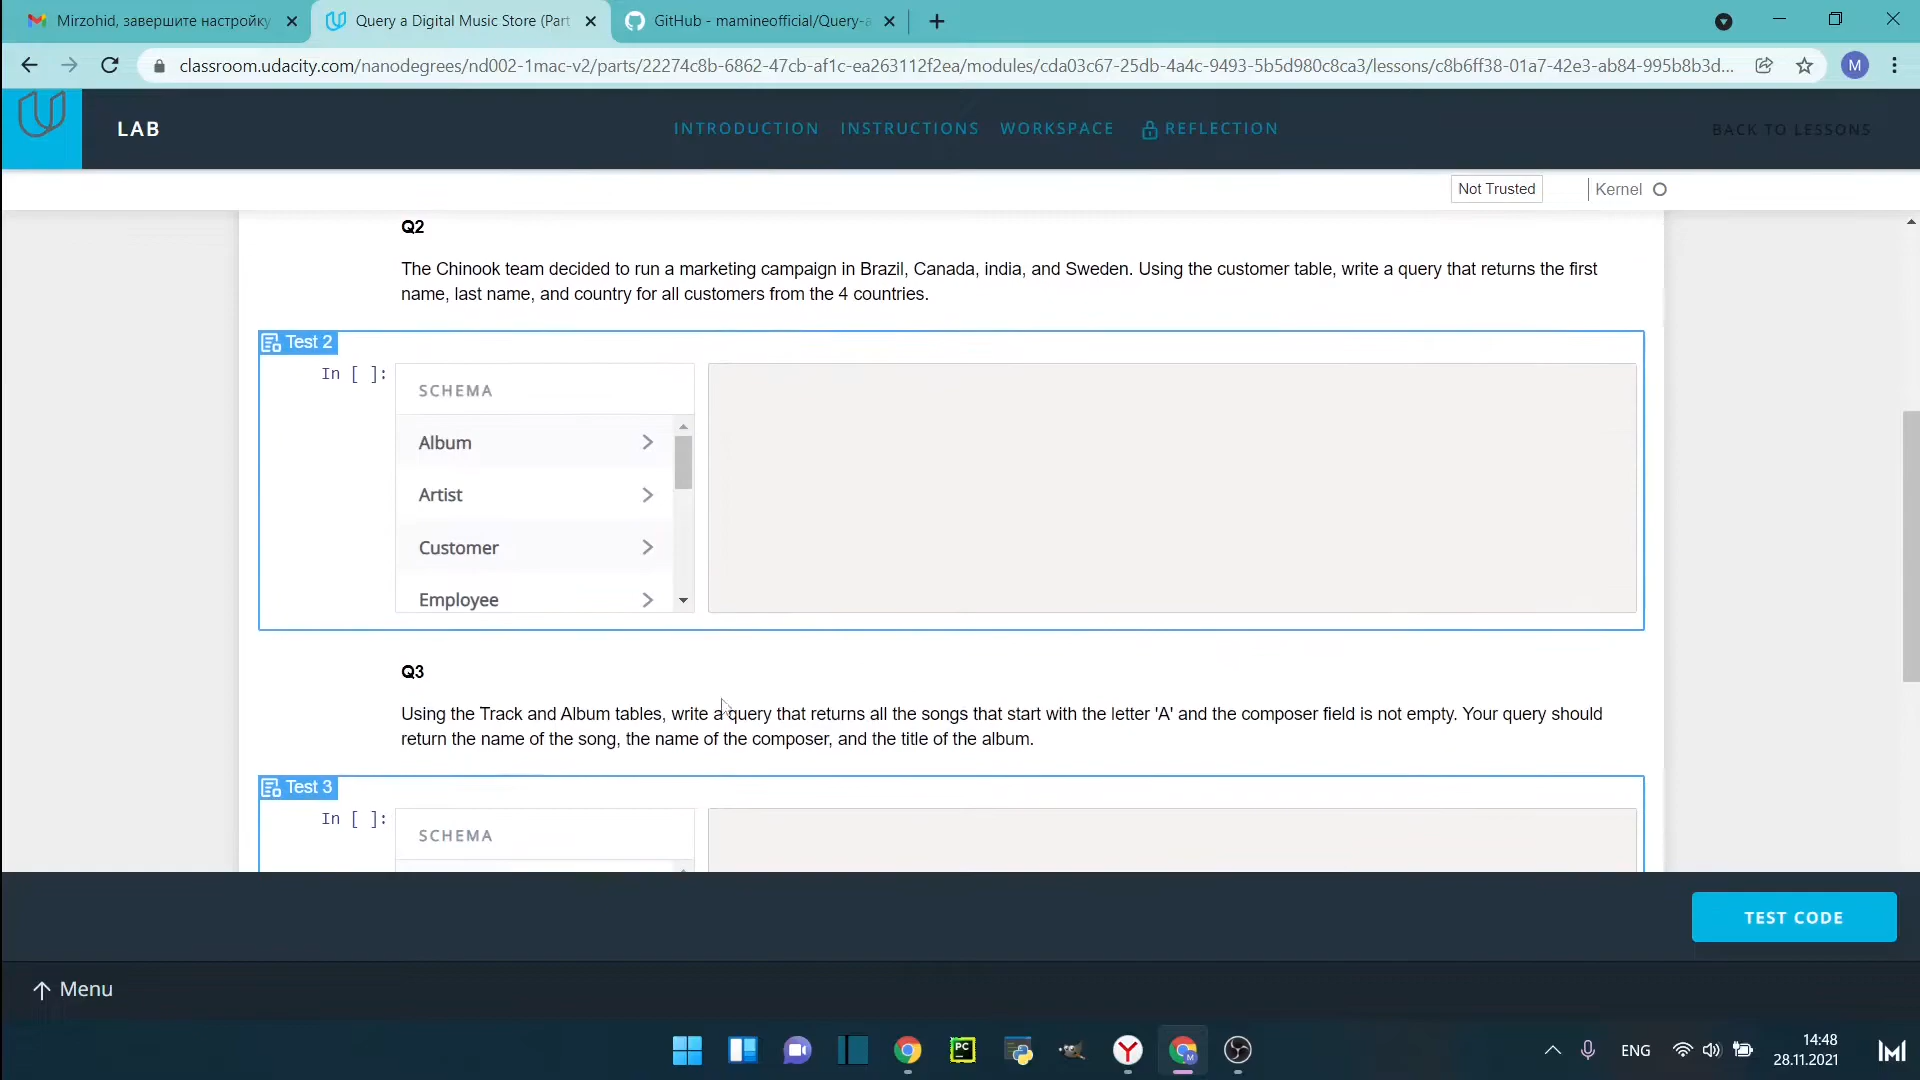 Mirzohid, завершите настройку
Query a Digital Music Store (Part
GitHub - mamineofficial/Query-a
classroom.udacity.com/nanodegrees/nd002-1mac-v2/parts/22274c8b-6862-47cb-af1c-ea263112f2ea/modules/cda03c67-25db-4a4c-9493-5b5d980c8ca3/lessons/c8b6ff38-01a7-42e3-ab84-995b8b3d...
M
LAB
INTRODUCTION
INSTRUCTIONS
WORKSPACE
REFLECTION
BACK TO LESSONS
Not Trusted
Kernel
Q2
The Chinook team decided to run a marketing campaign in Brazil, Canada, india, and Sweden. Using the customer table, write a query that returns the first
name, last name, and country for all customers from the 4 countries.
Test 2
In [ ]:
SCHEMA
Album
Artist
Customer
Employee
Q3
Using the Track and Album tables, write a query that returns all the songs that start with the letter 'A' and the composer field is not empty. Your query should
return the name of the song, the name of the composer, and the title of the album.
Test 3
In [ ]:
SCHEMA
TEST CODE
Menu
PC
M
ENG
14:48
28.11.2021